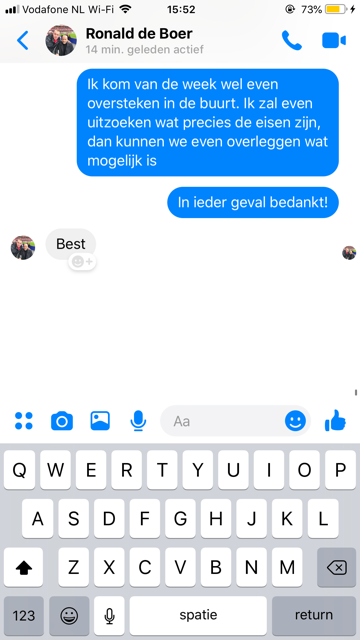 Vodafone NL Wi-Fi 15:52 73%
Ronald de Boer
14 min. geleden actief
Ik kom van de week wel even
oversteken in de buurt. Ik zal even
uitzoeken wat precies de eisen zijn,
dan kunnen we even overleggen wat
mogelijk is
In ieder geval bedankt!
Best
Aa
Q W E R T Y U I O P
A S D F G H J K L
Z X C V B N M
123 spatie return